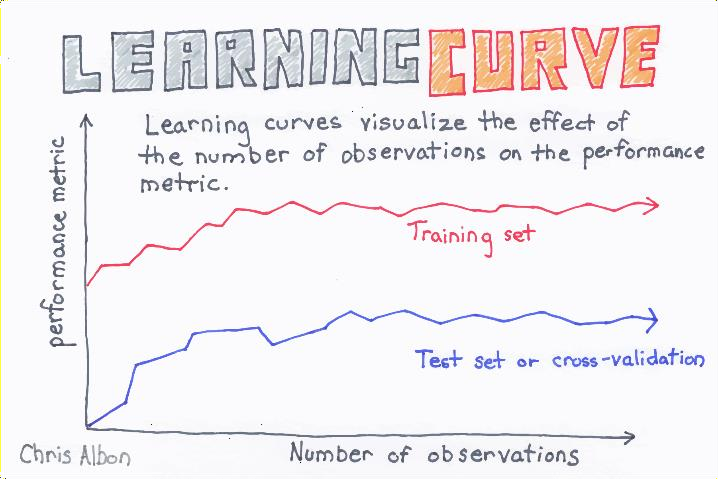 LEARNING CURVE
Learning curves visualize the effect of
the number of observations on the performance
metric.
performance metric
Training set
Test set or cross-validation
Chris Albon
Number of observations